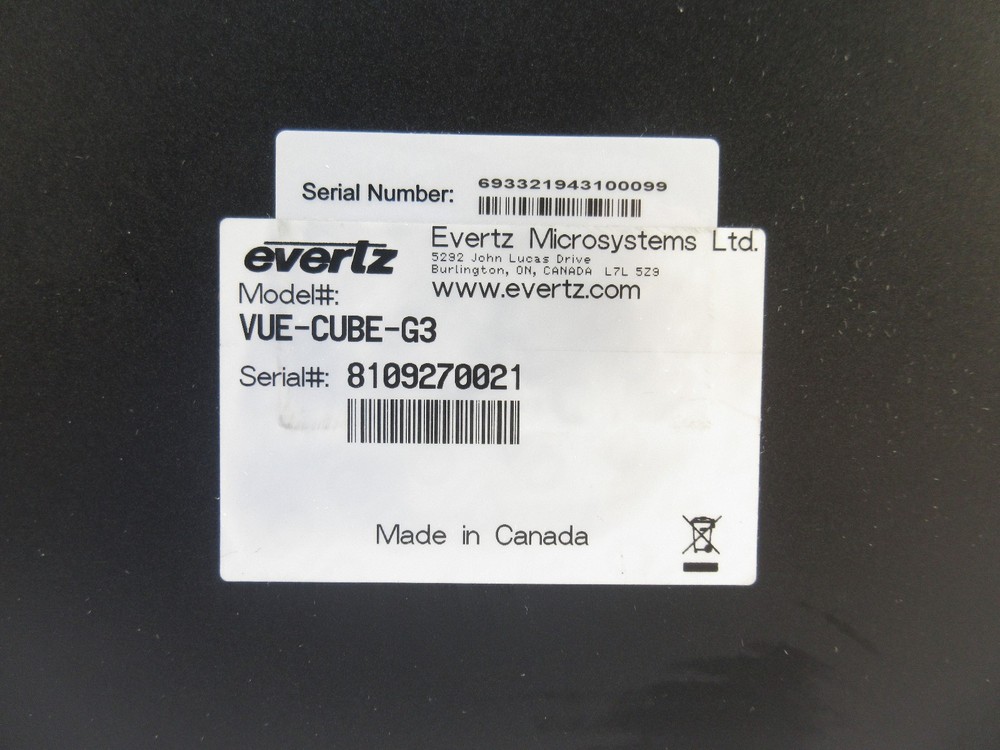 Serial Number: 693321943100099
evertz
Evertz Microsystems Ltd.
5292 John Lucas Drive
Burlington, ON, CANADA L7L 5Z9
www.evertz.com
Model#:
VUE-CUBE-G3
Serial#: 8109270021
Made in Canada